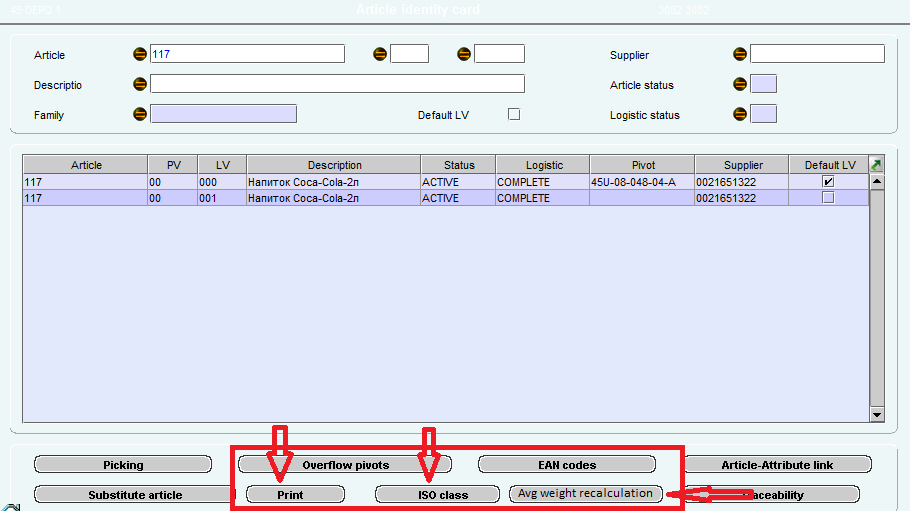 45 DEPO 1 Article identity card 3052 3052
Article 117 Supplier
Descriptio Article status
Family Default LV Logistic status
Article PV LV Description Status Logistic Pivot Supplier Default LV
117 00 000 Напиток Coca-Cola-2л ACTIVE COMPLETE 45U-08-048-04-A 0021651322
117 00 001 Напиток Coca-Cola-2л ACTIVE COMPLETE 0021651322
Picking Overflow pivots EAN codes Article-Attribute link
Substitute article Print ISO class Avg weight recalculation raceability